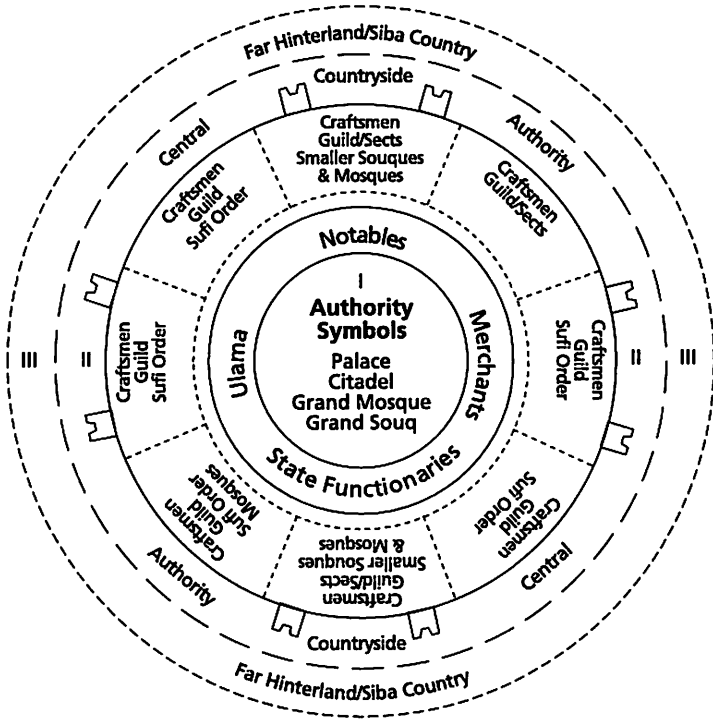 Far Hinterland/Siba Country
Countryside
Central
Authority
Craftsmen
Guild/Sects
Smaller Souques
& Mosques
Craftsmen
Guild
Sufi Order
Craftsmen
Guild/Sects
Notables
I
Authority
Symbols
Palace
Citadel
Grand Mosque
Grand Souq
Ulama
Merchants
State Functionaries
III
II
Craftsmen
Guild
Sufi Order
Craftsmen
Guild
Sufi Order
II
III
Craftsmen
Guild
Sufi Order
Mosques
Craftsmen
Guild/Sects
Smaller Souques
& Mosques
Craftsmen
Guild
Sufi Order
Authority
Central
Countryside
Far Hinterland/Siba Country